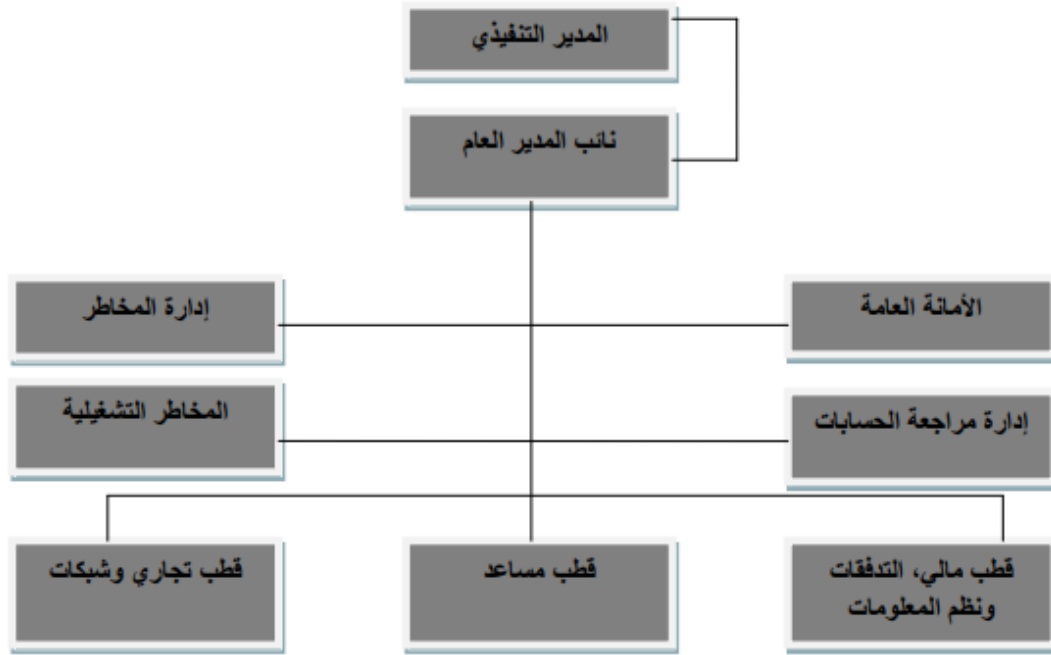 المدير التنفيذي
نائب المدير العام
الأمانة العامة
إدارة المخاطر
إدارة مراجعة الحسابات
المخاطر التشغيلية
قطب مالي، التدفقات
ونظم المعلومات
قطب مساعد
قطب تجاري وشبكات